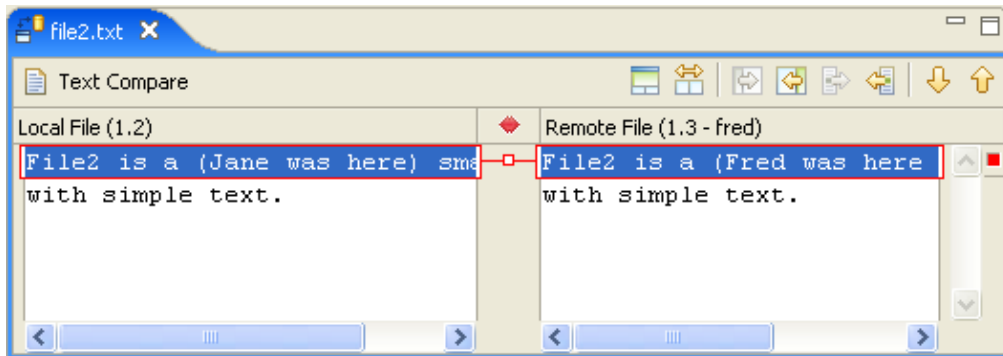 file2.txt
Text Compare
Local File (1.2)
Remote File (1.3 - fred)
File2 is a (Jane was here)
File2 is a (Fred was here
with simple text.
with simple text.